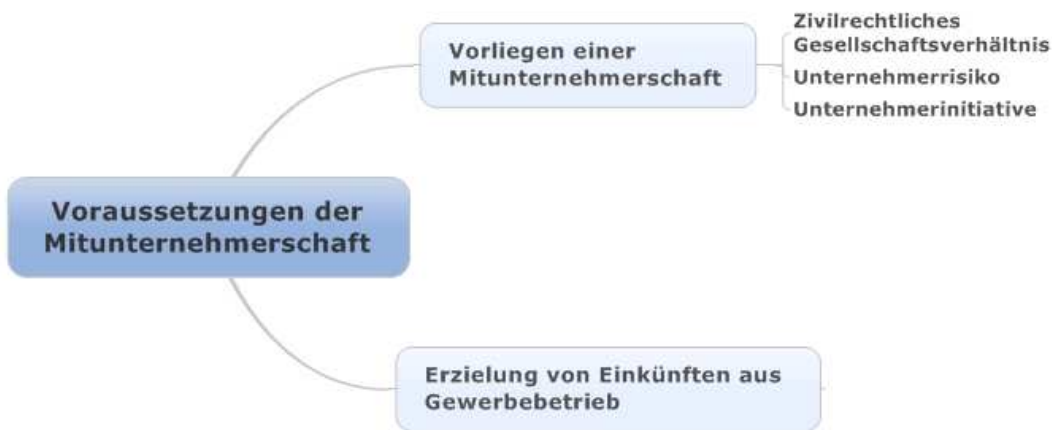 Voraussetzungen der
Mitunternehmerschaft
Vorliegen einer
Mitunternehmerschaft
Zivilrechtliches
Gesellschaftsverhältnis
Unternehmerrisiko
Unternehmerinitiative
Erzielung von Einkünften aus
Gewerbebetrieb